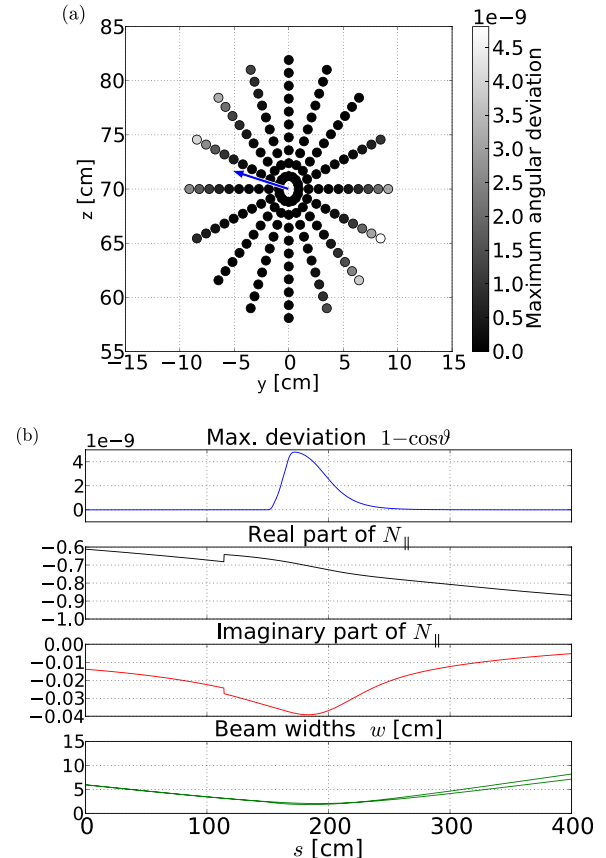 (a)
1e−9
85
80
75
70
65
60
55
z [cm]
−15 −10 −5 0 5 10 15
y [cm]
4.5
4.0
3.5
3.0
2.5
2.0
1.5
1.0
0.5
0.0
Maximum angular deviation
(b)
1e−9
Max. deviation 1−cosϑ
4
2
0
Real part of N∥
−0.6
−0.7
−0.8
−0.9
−1.0
Imaginary part of N∥
0.00
−0.01
−0.02
−0.03
−0.04
Beam widths w [cm]
15
10
5
0
0 100 200 300 400
s [cm]